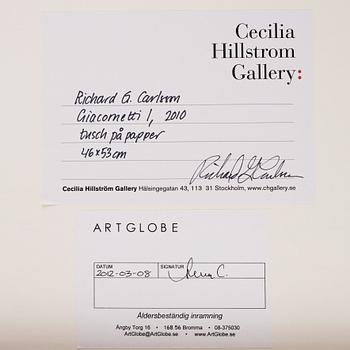 Cecilia
Hillstrom
Gallery:
Richard G. Carlsson
Giacometti I, 2010
tusch på papper
46x53cm
Cecilia Hillström Gallery Hälsingegatan 43, 113 31 Stockholm, www.chgallery.se
ARTGLOBE
DATUM SIGNATUR
2012-03-08
Åldersbeständig inramning
Ängby Torg 16 • 168 56 Bromma • 08-375030
ArtGlobe@ArtGlobe.se • www.ArtGlobe.se